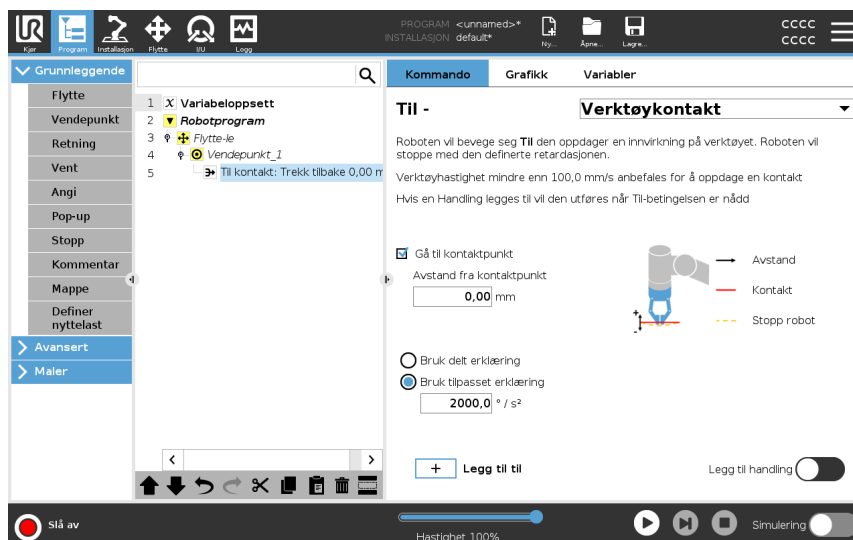 UR
Kjør
Program
Installasjon
Flytte
I/U
Logg
PROGRAM <unnamed>*
INSTALLASJON default*
Ny...
Åpne...
Lagre...
CCCC
CCCC
Grunnleggende
Flytte
Vendepunkt
Retning
Vent
Angi
Pop-up
Stopp
Kommentar
Mappe
Definer
nyttelast
Avansert
Maler
1 X Variabeloppsett
2 Robotprogram
3 Flytte-le
4 Vendepunkt_1
5 Til kontakt: Trekk tilbake 0,00 m
Kommando
Grafikk
Variabler
Til -
Verktøykontakt
Roboten vil bevege seg Til den oppdager en innvirkning på verktøyet. Roboten vil
stoppe med den definerte retardasjonen.
Verktøyhastighet mindre enn 100,0 mm/s anbefales for å oppdage en kontakt
Hvis en Handling legges til vil den utføres når Til-betingelsen er nådd
Gå til kontaktpunkt
Avstand fra kontaktpunkt
0,00 mm
+
-
Avstand
Kontakt
Stopp robot
Bruk delt erklæring
Bruk tilpasset erklæring
2000,0 ° / s²
+ Legg til til
Legg til handling
Slå av
Hastighet 100%
Simulering